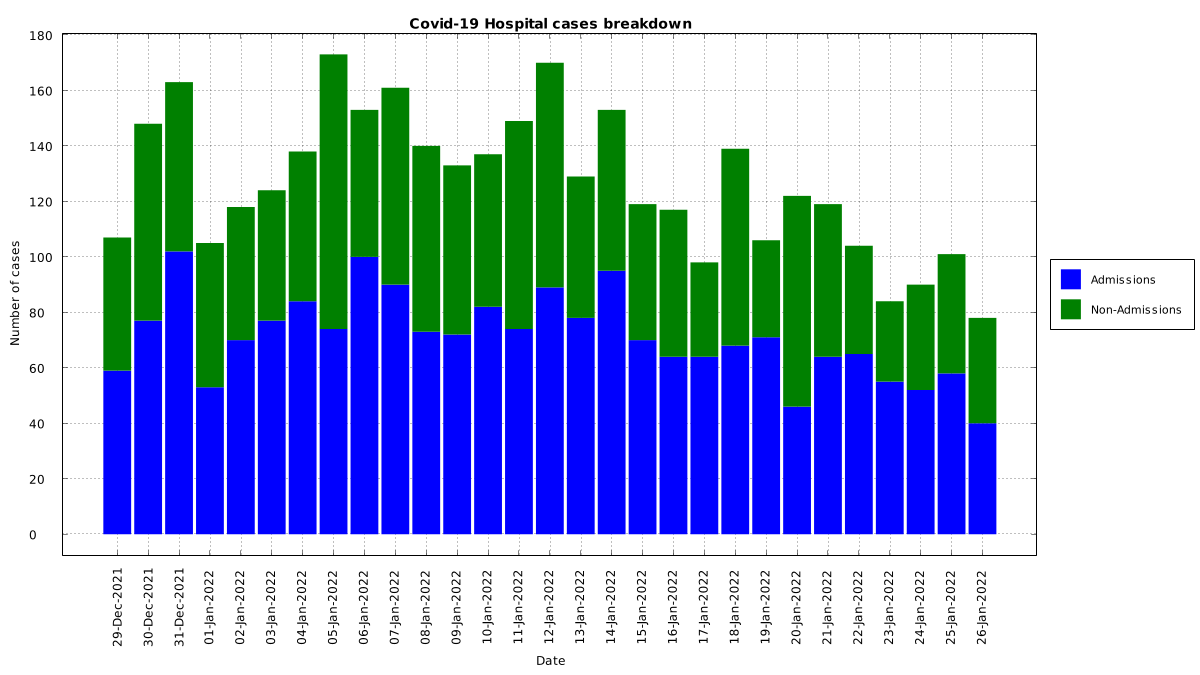 Covid-19 Hospital cases breakdown
180
160
140
120
100
80
60
40
20
0
Number of cases
29-Dec-2021
30-Dec-2021
31-Dec-2021
01-Jan-2022
02-Jan-2022
03-Jan-2022
04-Jan-2022
05-Jan-2022
06-Jan-2022
07-Jan-2022
08-Jan-2022
09-Jan-2022
10-Jan-2022
11-Jan-2022
12-Jan-2022
13-Jan-2022
14-Jan-2022
15-Jan-2022
16-Jan-2022
17-Jan-2022
18-Jan-2022
19-Jan-2022
20-Jan-2022
21-Jan-2022
22-Jan-2022
23-Jan-2022
24-Jan-2022
25-Jan-2022
26-Jan-2022
Date
Admissions
Non-Admissions